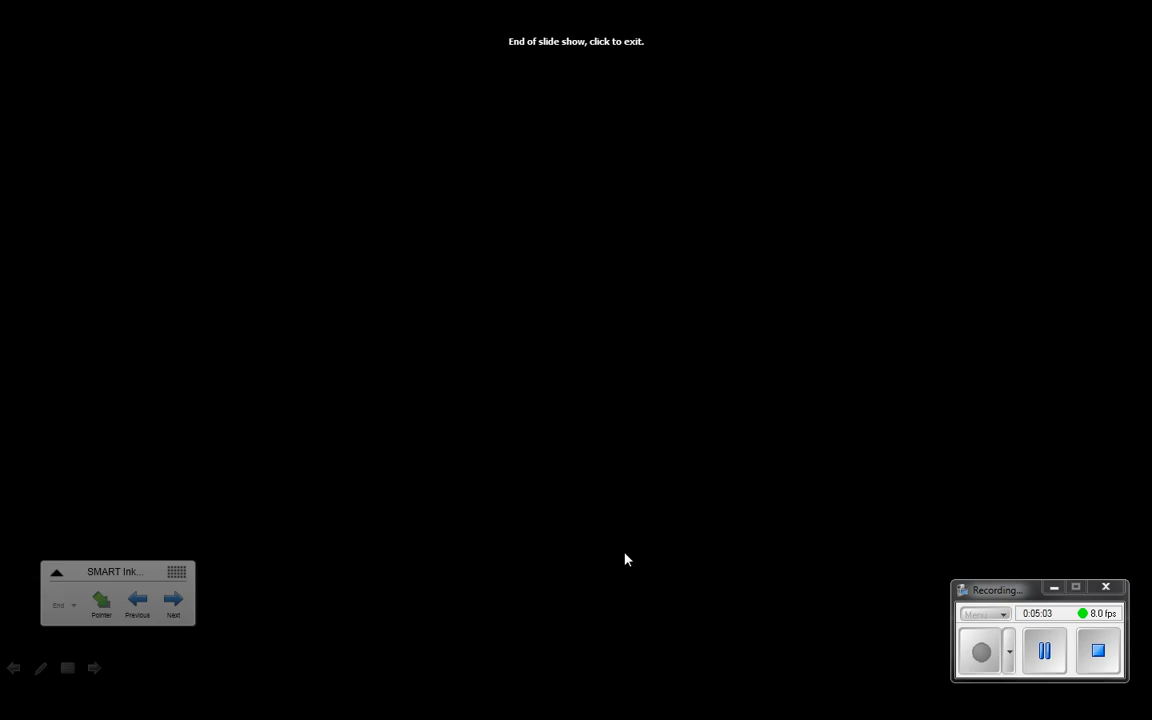 End of slide show, click to exit.
SMART Ink...
End
Pointer
Previous
Next
Recording...
Menu
0:05:03
8.0 fps